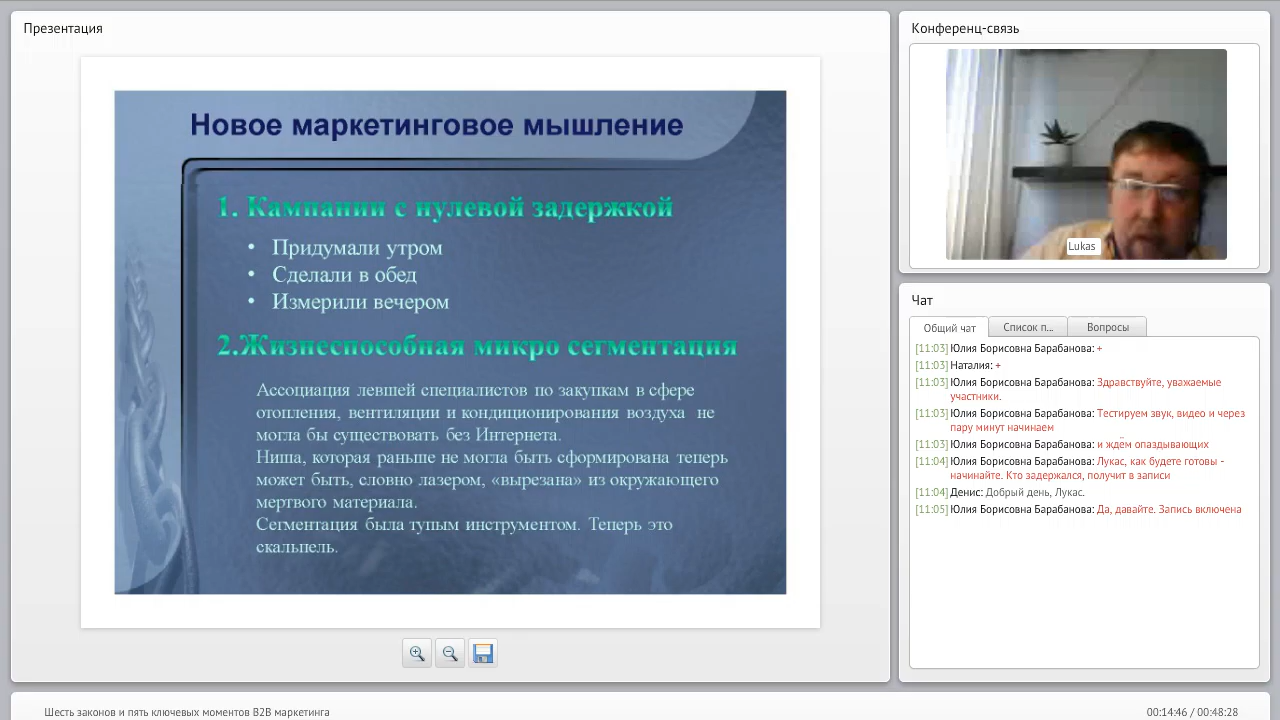 Презентация
Новое маркетинговое мышление
1. Кампании с нулевой задержкой
• Придумали утром
• Сделали в обед
• Измерили вечером
2.Жизнеспособная микро сегментация
Ассоциация левшей специалистов по закупкам в сфере
отопления, вентиляции и кондиционирования воздуха не
могла бы существовать без Интернета.
Ниша, которая раньше не могла быть сформирована теперь
может быть, словно лазером, «вырезана» из окружающего
мертвого материала.
Сегментация была тупым инструментом. Теперь это
скальпель.
Конференц-связь
Lukas
Чат
Общий чат
Список п...
Вопросы
[11:03] Юлия Борисовна Барабанова: +
[11:03] Наталия: +
[11:03] Юлия Борисовна Барабанова: Здравствуйте, уважаемые
участники.
[11:03] Юлия Борисовна Барабанова: Тестируем звук, видео и через
пару минут начинаем
[11:03] Юлия Борисовна Барабанова: и ждём опаздывающих
[11:04] Юлия Борисовна Барабанова: Лукас, как будете готовы -
начинайте. Кто задержался, получит в записи
[11:04] Денис: Добрый день, Лукас.
[11:05] Юлия Борисовна Барабанова: Да, давайте. Запись включена
Шесть законов и пять ключевых моментов B2B маркетинга
00:14:46 / 00:48:28